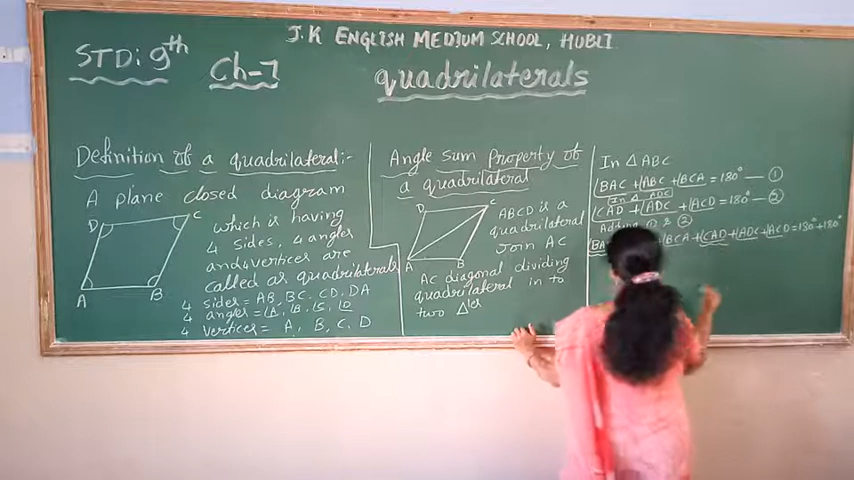 J.K ENGLISH MEDIUM SCHOOL, HUBLI
STD: 9th
Ch-7
quadrilaterals
Definition of a quadrilateral:-
A plane closed diagram
which is having
4 sides, 4 angles
and 4 vertices are
called as quadrilaterals
4 sides = AB, BC, CD, DA
4 angles = ∠A, ∠B, ∠C, ∠D
4 vertices = A, B, C, D
D
C
A
B
Angle sum property of
a quadrilateral
D
C
A
B
ABCD is a
quadrilateral
Join AC
AC diagonal dividing
quadrilateral in to
two Δles
In Δ ABC
∠BAC + ∠ABC + ∠BCA = 180° — ①
In Δ ADC
∠CAD + ∠ADC + ∠ACD = 180° — ②
Adding ① & ②
∠BCA + ∠CAD + ∠ADC + ∠ACD = 180° + 180°